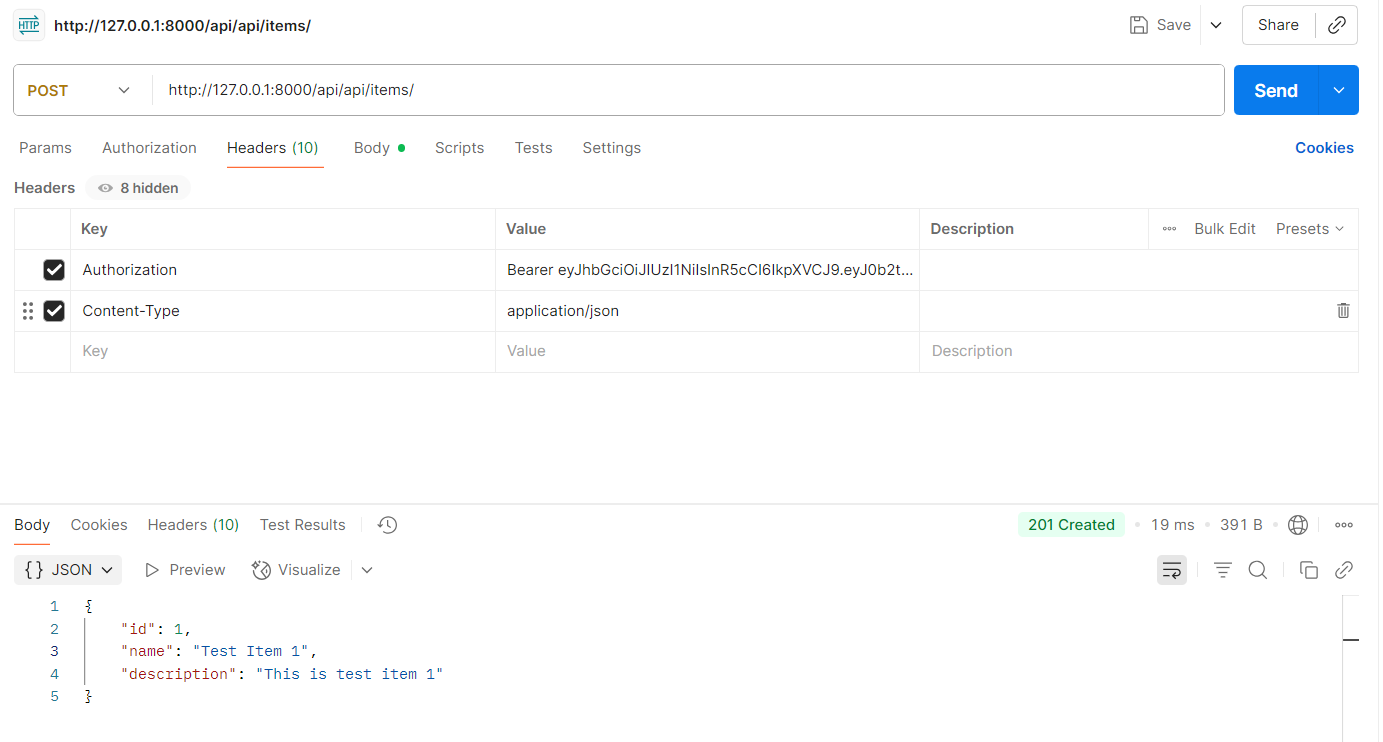 HTTP http://127.0.0.1:8000/api/api/items/ Save Share
POST http://127.0.0.1:8000/api/api/items/ Send
Params Authorization Headers (10) Body Scripts Tests Settings Cookies
Headers 8 hidden
Key Value Description Bulk Edit Presets
Authorization Bearer eyJhbGciOiJIUzI1NiIsInR5cCI6IkpXVCJ9.eyJ0b2t...
Content-Type application/json
Key Value Description
Body Cookies Headers (10) Test Results 201 Created 19 ms 391 B
{} JSON Preview Visualize
1 {
2 "id": 1,
3 "name": "Test Item 1",
4 "description": "This is test item 1"
5 }